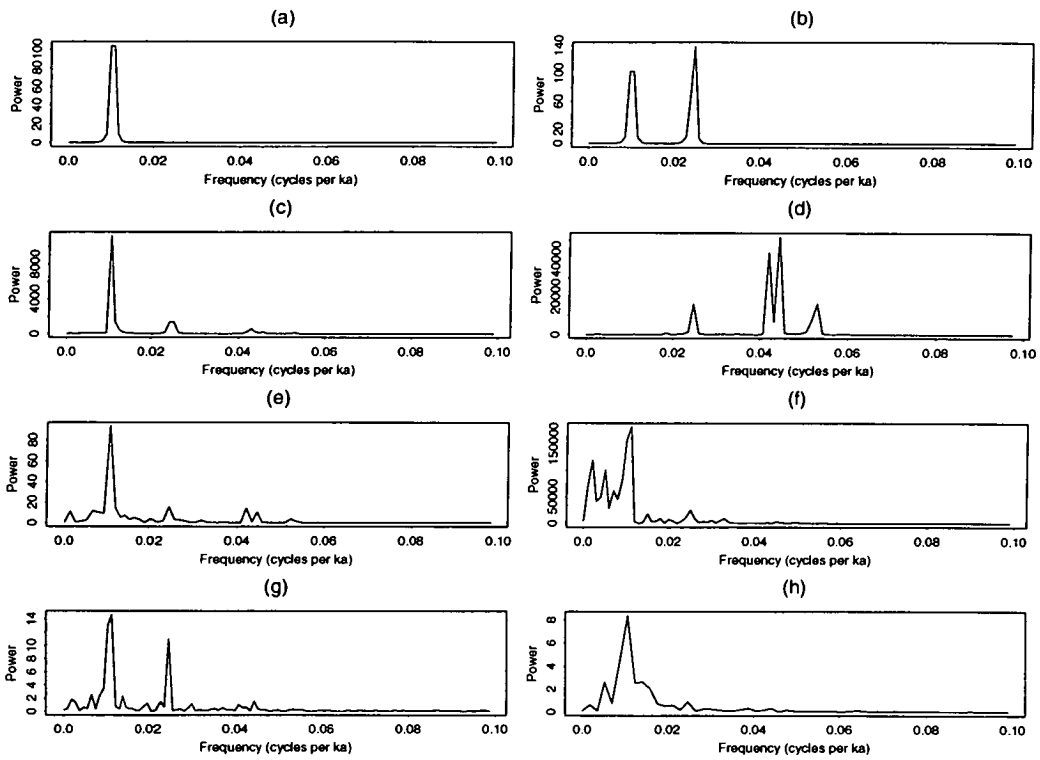 (a)
Power
0 20 40 60 80 100
0.0 0.02 0.04 0.06 0.08 0.10
Frequency (cycles per ka)
(b)
Power
0 20 60 100 140
0.0 0.02 0.04 0.06 0.08 0.10
Frequency (cycles per ka)
(c)
Power
0 4000 8000
0.0 0.02 0.04 0.06 0.08 0.10
Frequency (cycles per ka)
(d)
Power
0 20000 40000
0.0 0.02 0.04 0.06 0.08 0.10
Frequency (cycles per ka)
(e)
Power
0 20 40 60 80
0.0 0.02 0.04 0.06 0.08 0.10
Frequency (cycles per ka)
(f)
Power
0 50000 150000
0.0 0.02 0.04 0.06 0.08 0.10
Frequency (cycles per ka)
(g)
Power
0 2 4 6 8 10 14
0.0 0.02 0.04 0.06 0.08 0.10
Frequency (cycles per ka)
(h)
Power
0 2 4 6 8
0.0 0.02 0.04 0.06 0.08 0.10
Frequency (cycles per ka)